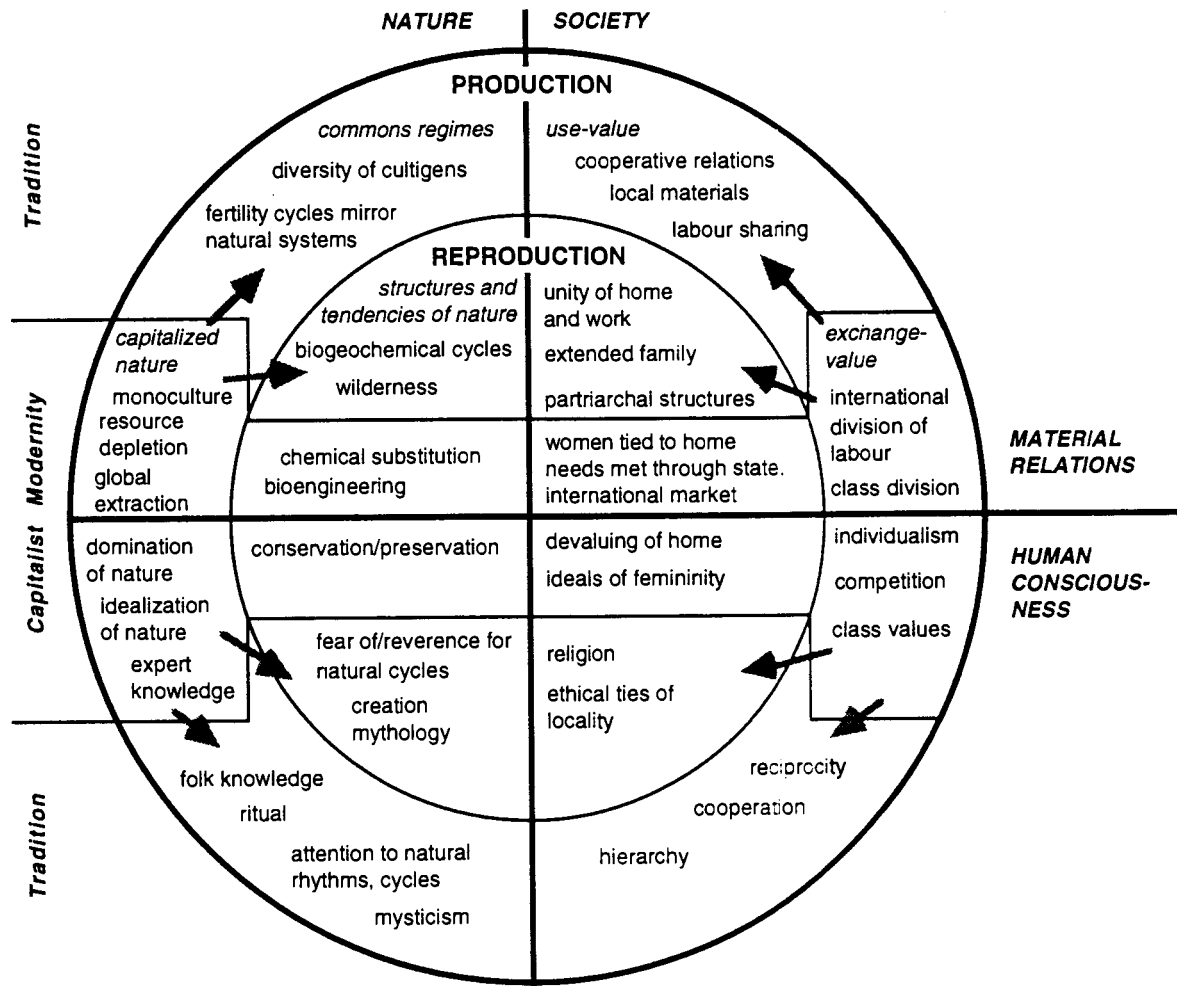 NATURE
SOCIETY
PRODUCTION
Tradition
commons regimes
diversity of cultigens
fertility cycles mirror
natural systems
use-value
cooperative relations
local materials
labour sharing
REPRODUCTION
structures and
tendencies of nature
biogeochemical cycles
wilderness
unity of home
and work
extended family
partriarchal structures
Capitalist Modernity
capitalized
nature
monoculture
resource
depletion
global
extraction
chemical substitution
bioengineering
women tied to home
needs met through state.
international market
exchange-
value
international
division of
labour
class division
MATERIAL
RELATIONS
domination
of nature
idealization
of nature
expert
knowledge
conservation/preservation
devaluing of home
ideals of femininity
individualism
competition
class values
HUMAN
CONSCIOUS-
NESS
fear of/reverence for
natural cycles
creation
mythology
religion
ethical ties of
locality
Tradition
folk knowledge
ritual
attention to natural
rhythms, cycles
mysticism
reciprocity
cooperation
hierarchy